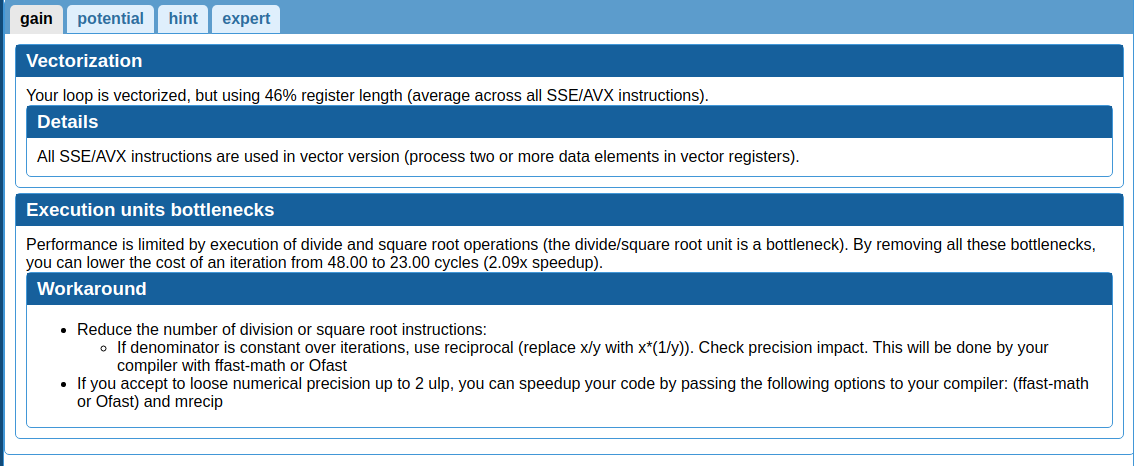 gain potential hint expert
Vectorization
Your loop is vectorized, but using 46% register length (average across all SSE/AVX instructions).
Details
All SSE/AVX instructions are used in vector version (process two or more data elements in vector registers).
Execution units bottlenecks
Performance is limited by execution of divide and square root operations (the divide/square root unit is a bottleneck). By removing all these bottlenecks,
you can lower the cost of an iteration from 48.00 to 23.00 cycles (2.09x speedup).
Workaround
Reduce the number of division or square root instructions:
If denominator is constant over iterations, use reciprocal (replace x/y with x*(1/y)). Check precision impact. This will be done by your
compiler with ffast-math or Ofast
If you accept to loose numerical precision up to 2 ulp, you can speedup your code by passing the following options to your compiler: (ffast-math
or Ofast) and mrecip